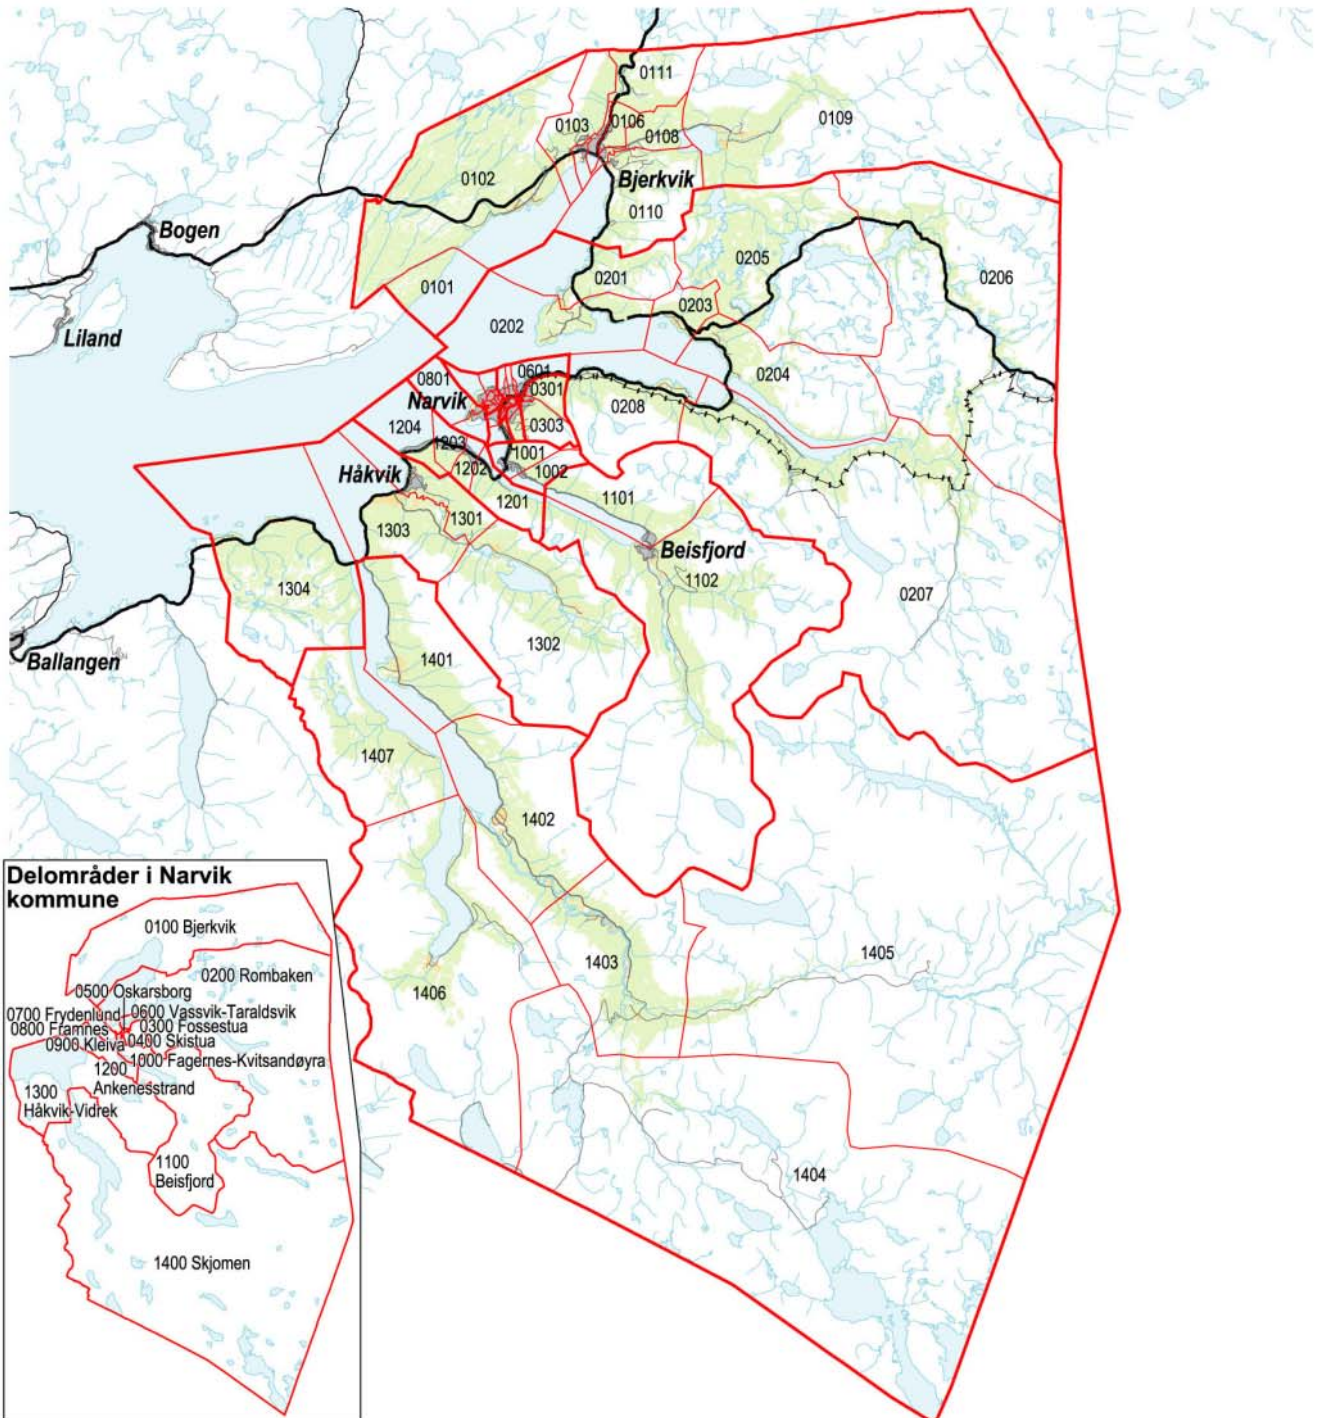 0111
0106
0103
0108
0109
0102
Bjerkvik
0110
Bogen
0205
0206
0201
0101
0203
0202
Liland
0204
0601
0801
0301
Narvik
0208
0303
1204
1203
1001
1202
1002
Håkvik
1101
1201
1301
1303
Beisfjord
1102
1304
0207
1302
Ballangen
1401
1407
1402
1405
1403
1406
1404
Delområder i Narvik
kommune
0100 Bjerkvik
0200 Rombaken
0500 Oskarsborg
0700 Frydenlund
0600 Vassvik-Taraldsvik
0800 Framnes
0300 Fossestua
0900 Kleiva
0400 Skistua
1000 Fagernes-Kvitsandøyra
1200
Ankenesstrand
1300
Håkvik-Vidrek
1100
Beisfjord
1400 Skjomen